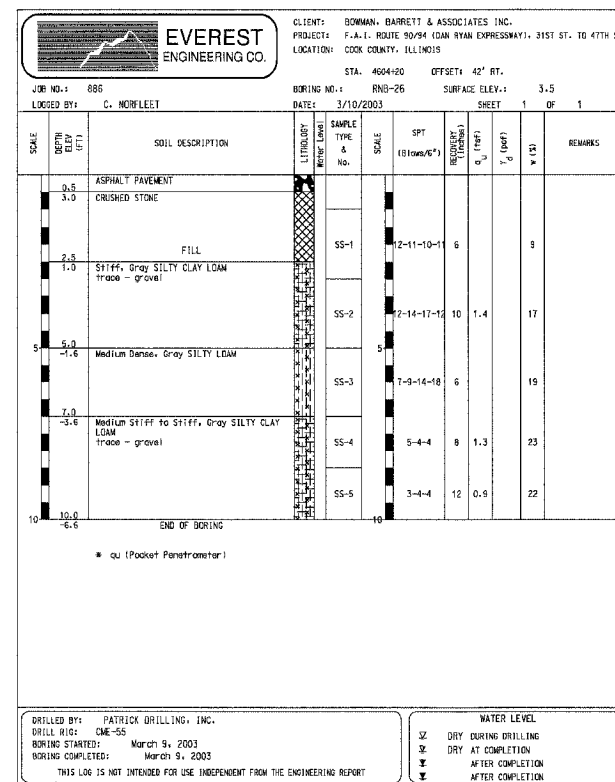 EVEREST
ENGINEERING CO.
CLIENT: BOWMAN, BARRETT & ASSOCIATES INC.
PROJECT: F.A.I. ROUTE 90/94 (DAN RYAN EXPRESSWAY), 31ST ST. TO 47TH S
LOCATION: COOK COUNTY, ILLINOIS
STA. 4604+20 OFFSET: 42' RT.
JOB NO.: 886 BORING NO.: RNB-26 SURFACE ELEV.: 3.5
LOGGED BY: C. NORFLEET DATE: 3/10/2003 SHEET 1 OF 1
SCALE DEPTH ELEV (FT) SOIL DESCRIPTION LITHOLOGY Water Level SAMPLE TYPE & No. SCALE SPT (Blows/6") RECOVERY (inches) qu (tsf) Yd (pcf) w (%) REMARKS
ASPHALT PAVEMENT
0.5
3.0 CRUSHED STONE
FILL SS-1 12-11-10-11 6 9
2.5
1.0 Stiff, Gray SILTY CLAY LOAM
trace - gravel
SS-2 12-14-17-12 10 1.4 17
5 5.0 5
-1.6 Medium Dense, Gray SILTY LOAM
SS-3 7-9-14-18 6 19
7.0
-3.6 Medium Stiff to Stiff, Gray SILTY CLAY
LOAM
trace - gravel SS-4 5-4-4 8 1.3 23
SS-5 3-4-4 12 0.9 22
10 10.0 10
-6.6 END OF BORING
* qu (Pocket Penetrometer)
DRILLED BY: PATRICK DRILLING, INC.
DRILL RIG: CME-55
BORING STARTED: March 9, 2003
BORING COMPLETED: March 9, 2003
THIS LOG IS NOT INTENDED FOR USE INDEPENDENT FROM THE ENGINEERING REPORT
WATER LEVEL
DRY DURING DRILLING
DRY AT COMPLETION
AFTER COMPLETION
AFTER COMPLETION